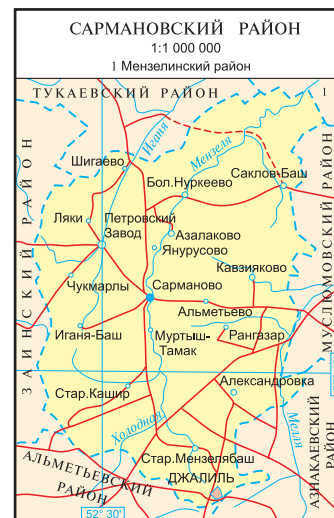 САРМАНОВСКИЙ РАЙОН
1:1 000 000
1 Мензелинский район
ТУКАЕВСКИЙ РАЙОН
1
ЗАИНСКИЙ РАЙОН
МУСЛЮМОВСКИЙ РАЙОН
Иганя
Мензеля
Шигаево
Саклов-Баш
Бол.Нуркеево
Ляки
Петровский
Завод
Азалаково
Янурусово
Кавзияково
Чукмарлы
Сарманово
Альметьево
Иганя-Баш
Муртыш-
Тамак
Рангазар
Александровка
Стар.Кашир
Холодная
Мелля
Стар.Мензелябаш
ДЖАЛИЛЬ
АЛЬМЕТЬЕВСКИЙ
РАЙОН
АЗНАКАЕВСКИЙ
РАЙОН
52° 30'